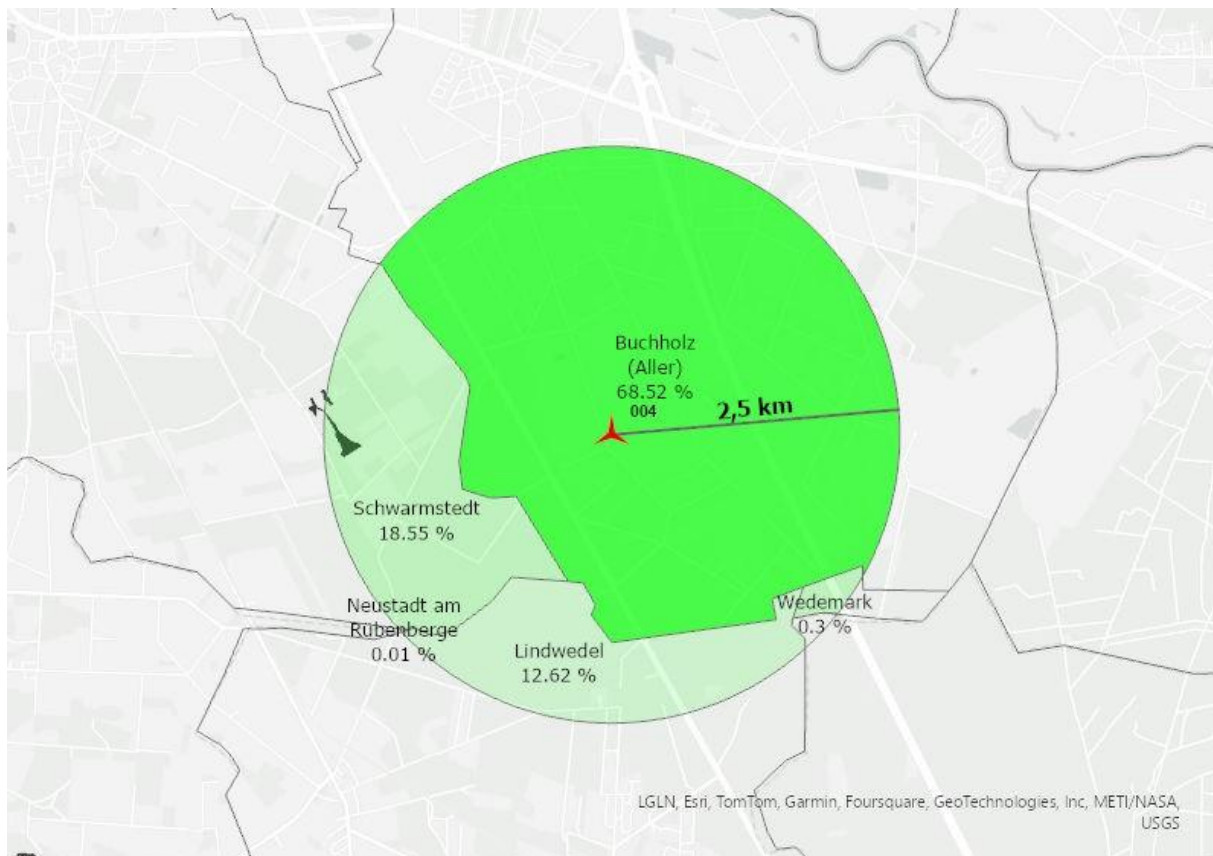 Buchholz
(Aller)
68.52 %
004
2,5 km
Schwarmstedt
18.55 %
Neustadt am
Rübenberge
0.01 %
Wedemark
0.3 %
Lindwedel
12.62 %
LGLN, Esri, TomTom, Garmin, Foursquare, GeoTechnologies, Inc, METI/NASA,
USGS